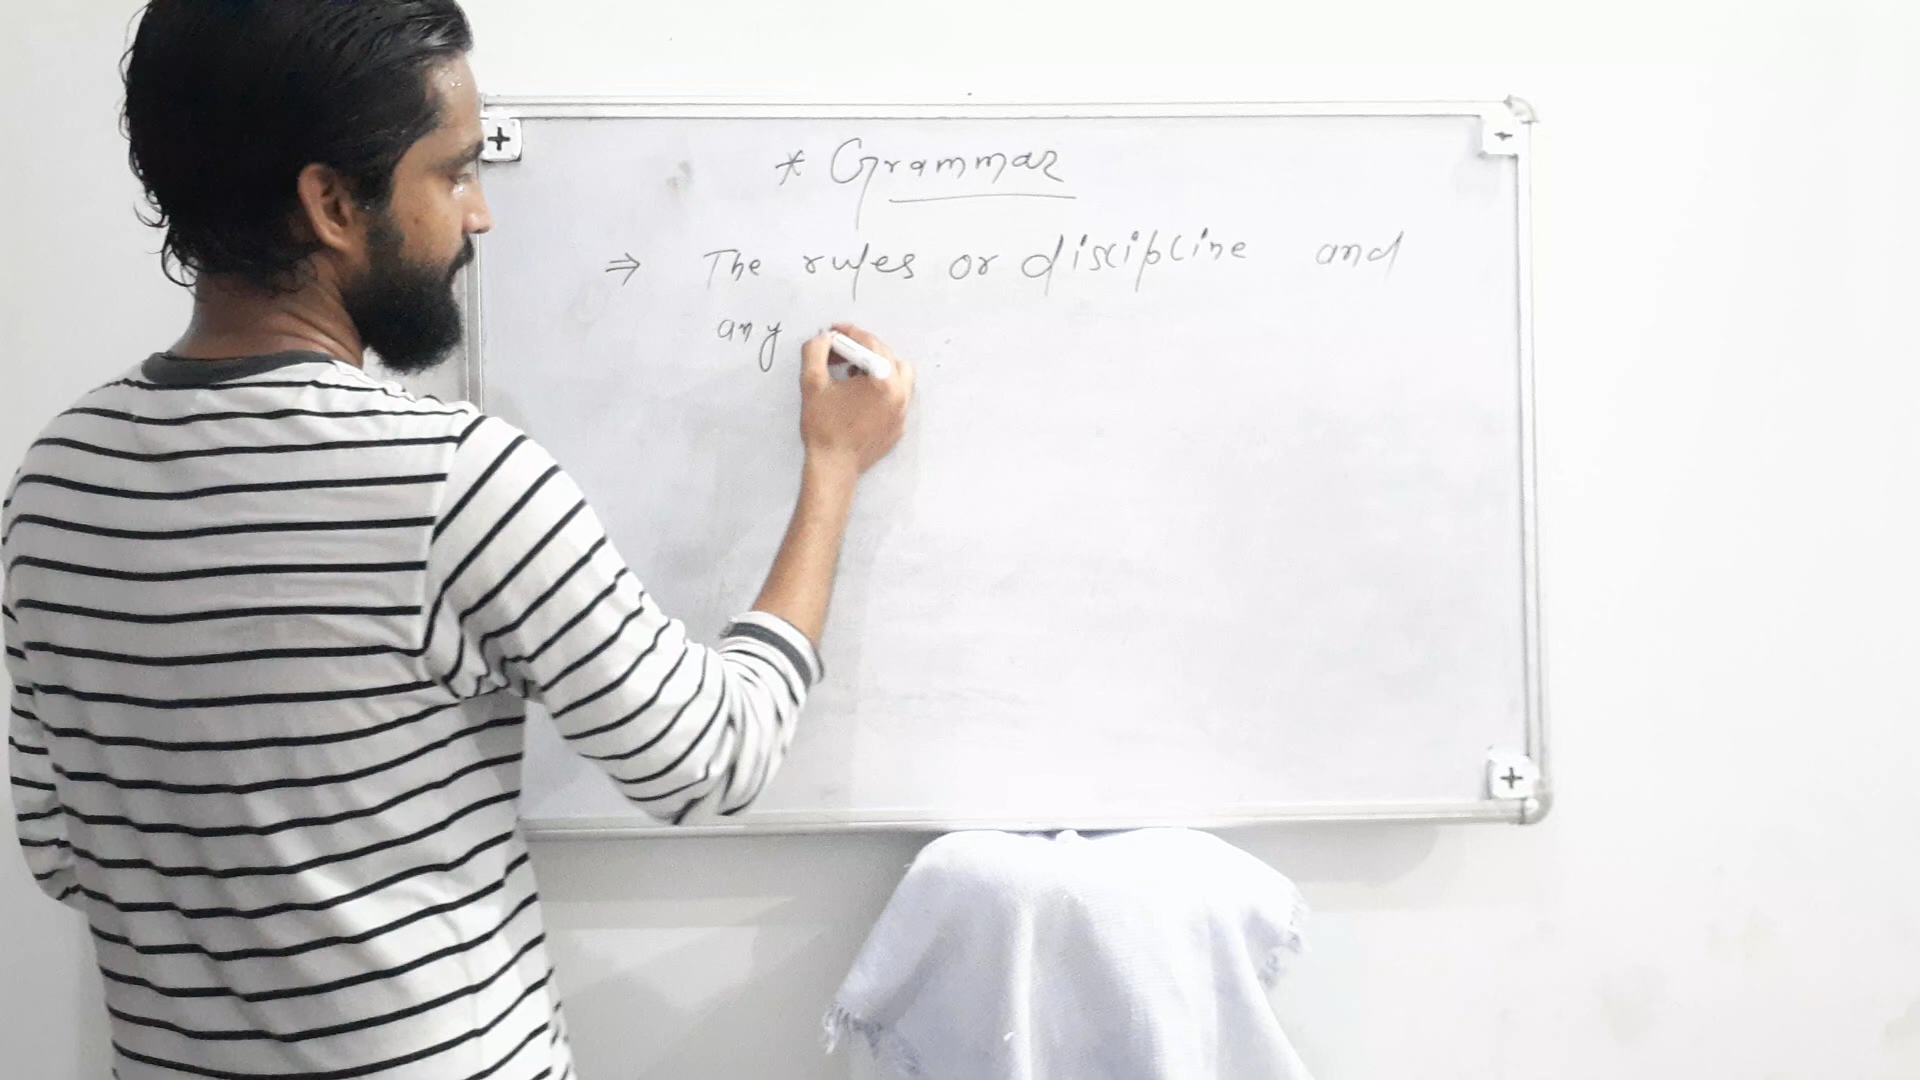 * Grammar
⇒ The rules or discipline and
any